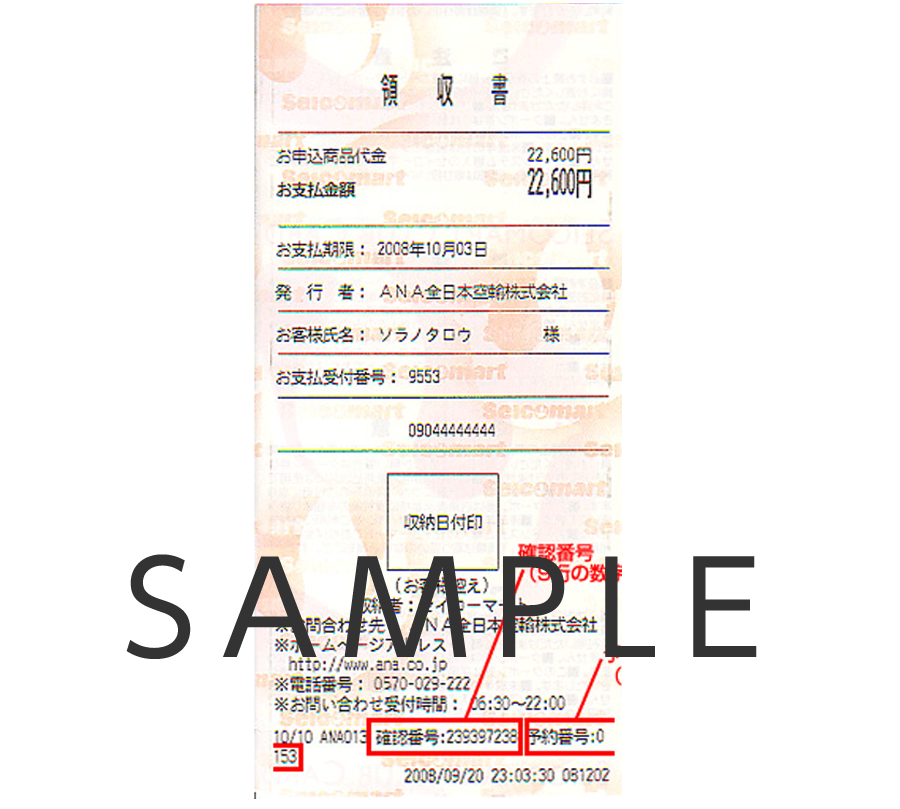 領 収 書
お申込商品代金 22,600円
お支払金額 22,600円
お支払期限： 2008年10月03日
発 行 者： ANA全日本空輸株式会社
お客様氏名： ソラノタロウ 様
お支払受付番号： 9553
09044444444
収納日付印
確認番号
(9行の数
(お客様控え)
収納者：セイコーマート
SAMPLE
※お問合わせ先 ANA全日本空輸株式会社
※ホームページアドレス
http://www.ana.co.jp
※電話番号： 0570-029-222
※お問い合わせ受付時間： 06:30〜22:00
10/10 ANA013 確認番号:239397238 予約番号:0
153
2008/09/20 23:03:30 081202